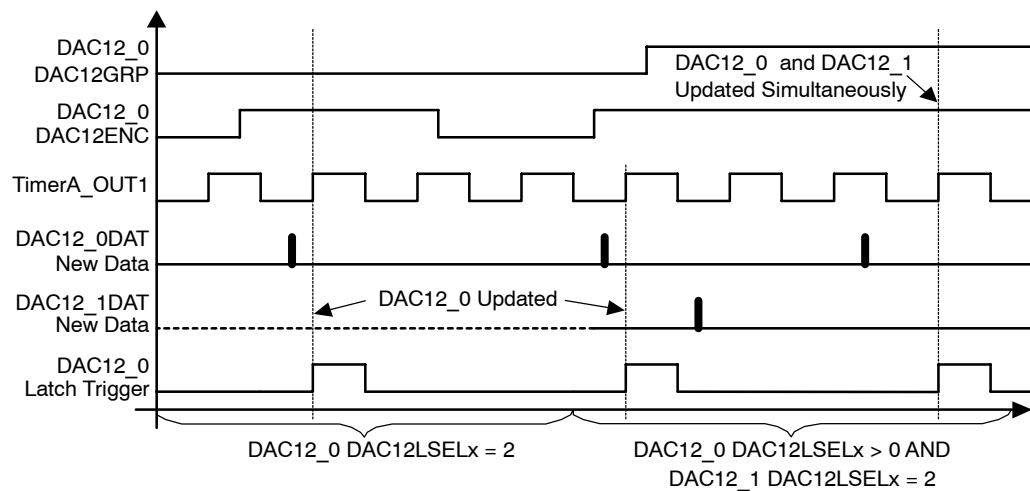 DAC12_0
DAC12GRP
DAC12_0 and DAC12_1
Updated Simultaneously
DAC12_0
DAC12ENC
TimerA_OUT1
DAC12_0DAT
New Data
DAC12_1DAT
New Data
DAC12_0 Updated
DAC12_0
Latch Trigger
DAC12_0 DAC12LSELx = 2
DAC12_0 DAC12LSELx > 0 AND
DAC12_1 DAC12LSELx = 2